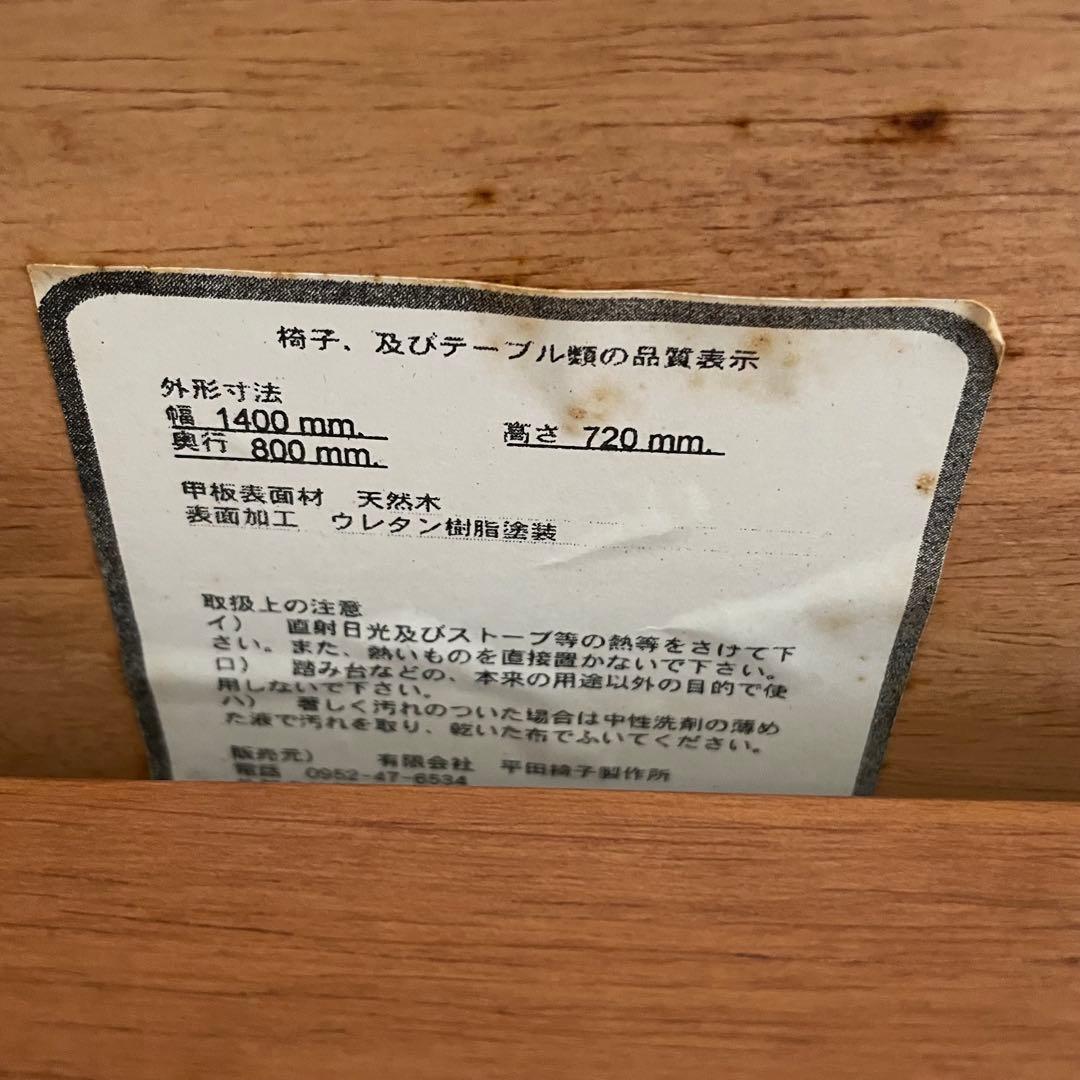 椅子、及びテーブル類の品質表示
外形寸法
幅 1400 mm. 高さ 720 mm.
奥行 800 mm.
甲板表面材 天然木
表面加工 ウレタン樹脂塗装
取扱上の注意
イ） 直射日光及びストーブ等の熱等をさけて下
さい。また、熱いものを直接置かないで下さい。
ロ） 踏み台などの、本来の用途以外の目的で使
用しないで下さい。
ハ） 著しく汚れのついた場合は中性洗剤の薄め
た液で汚れを取り、乾いた布でふいてください。
販売元） 有限会社 平田椅子製作所
電話 0952-47-6534